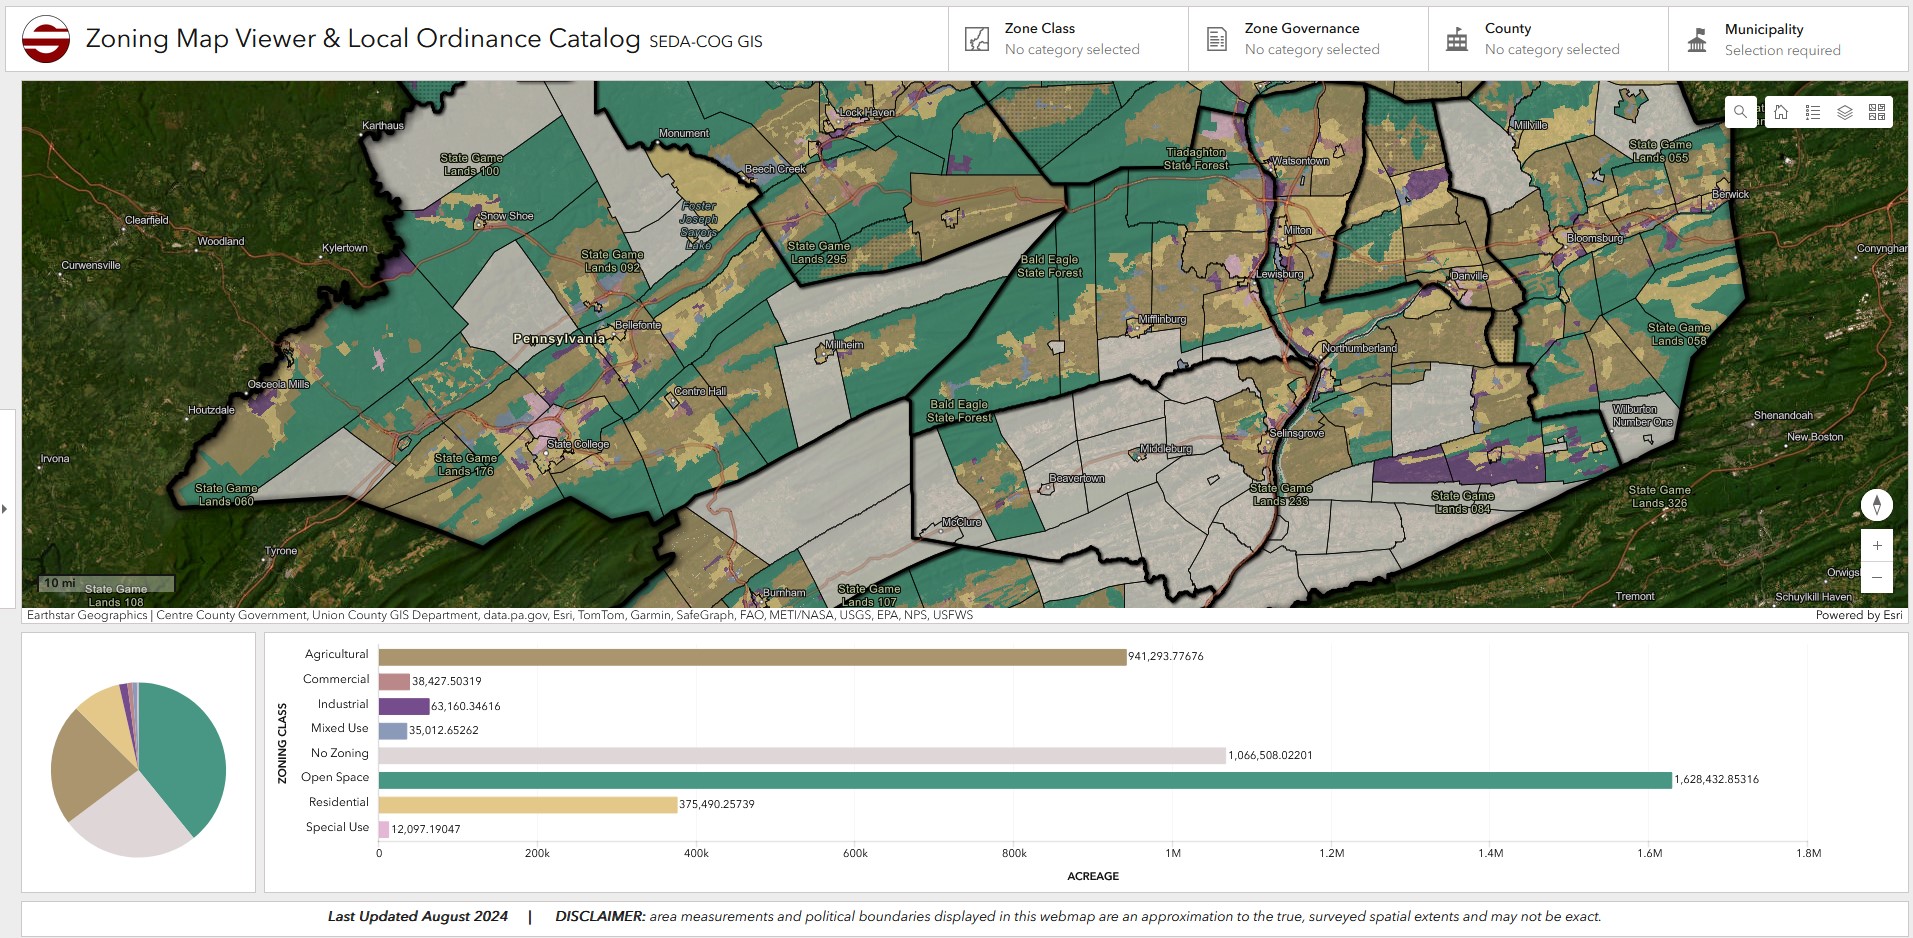 Zoning Map Viewer & Local Ordinance Catalog SEDA-COG GIS
Zone Class
No category selected
Zone Governance
No category selected
County
No category selected
Municipality
Selection required
Karthaus
State Game
Lands 100
Monument
Lock Haven
Beech Creek
Tiadaghton
State Forest
Watsontown
Millville
State Game
Lands 055
Berwick
Clearfield
Woodland
Kylertown
Curwensville
Snow Shoe
Foster
Joseph
Sayers
Lake
State Game
Lands 092
State Game
Lands 295
Bald Eagle
State Forest
Milton
Lewisburg
Bloomsburg
Danville
Conyngham
Pennsylvania
Bellefonte
Millheim
Mifflinburg
Northumberland
State Game
Lands 058
Osceola Mills
Houtzdale
Centre Hall
Bald Eagle
State Forest
Wilburton
Number One
Shenandoah
New Boston
State College
Selinsgrove
Middleburg
Irvona
State Game
Lands 176
State Game
Lands 060
Beavertown
State Game
Lands 233
State Game
Lands 084
State Game
Lands 326
McClure
Tyrone
10 mi
State Game
Lands 108
Burnham
State Game
Lands 107
Tremont
Orwigs
Schuylkill Haven
Earthstar Geographics | Centre County Government, Union County GIS Department, data.pa.gov, Esri, TomTom, Garmin, SafeGraph, FAO, METI/NASA, USGS, EPA, NPS, USFWS
Powered by Esri
ZONING CLASS
Agricultural 941,293.77676
Commercial 38,427.50319
Industrial 63,160.34616
Mixed Use 35,012.65262
No Zoning 1,066,508.02201
Open Space 1,628,432.85316
Residential 375,490.25739
Special Use 12,097.19047
0 200k 400k 600k 800k 1M 1.2M 1.4M 1.6M 1.8M
ACREAGE
Last Updated August 2024 | DISCLAIMER: area measurements and political boundaries displayed in this webmap are an approximation to the true, surveyed spatial extents and may not be exact.